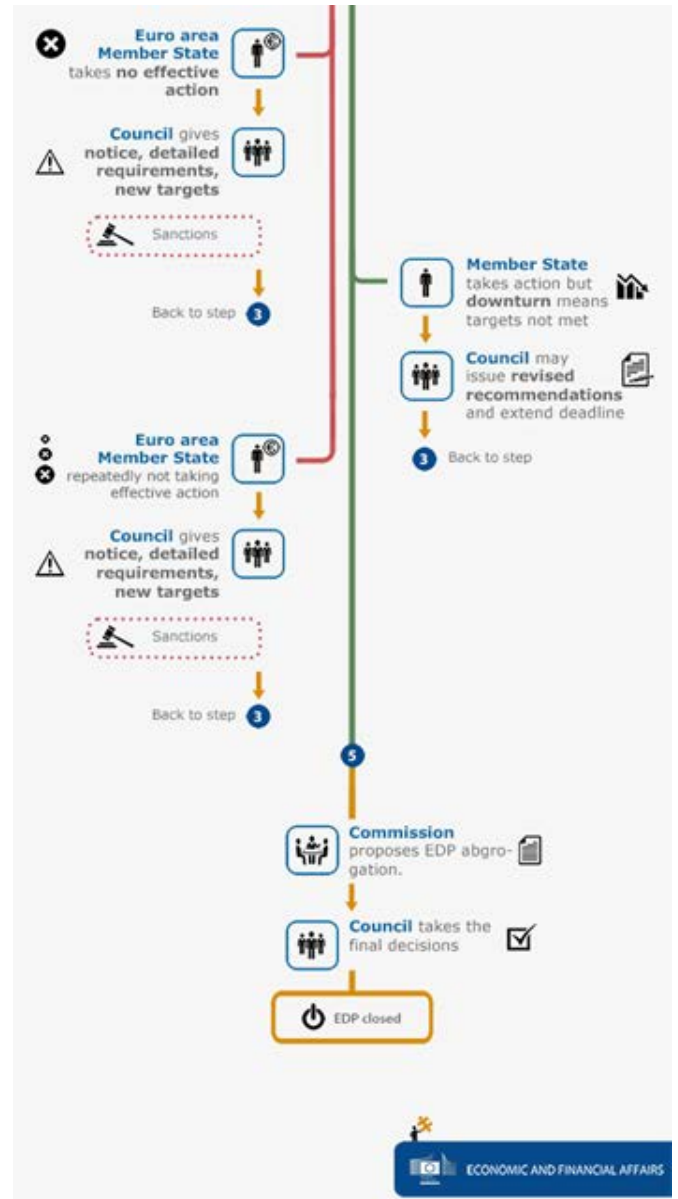 Euro area
Member State
takes no effective
action
Council gives
notice, detailed
requirements,
new targets
Sanctions
Back to step 3
Member State
takes action but
downturn means
targets not met
Council may
issue revised
recommendations
and extend deadline
3 Back to step
Euro area
Member State
repeatedly not taking
effective action
Council gives
notice, detailed
requirements,
new targets
Sanctions
Back to step 3
5
Commission
proposes EDP abgro-
gation.
Council takes the
final decisions
EDP closed
ECONOMIC AND FINANCIAL AFFAIRS